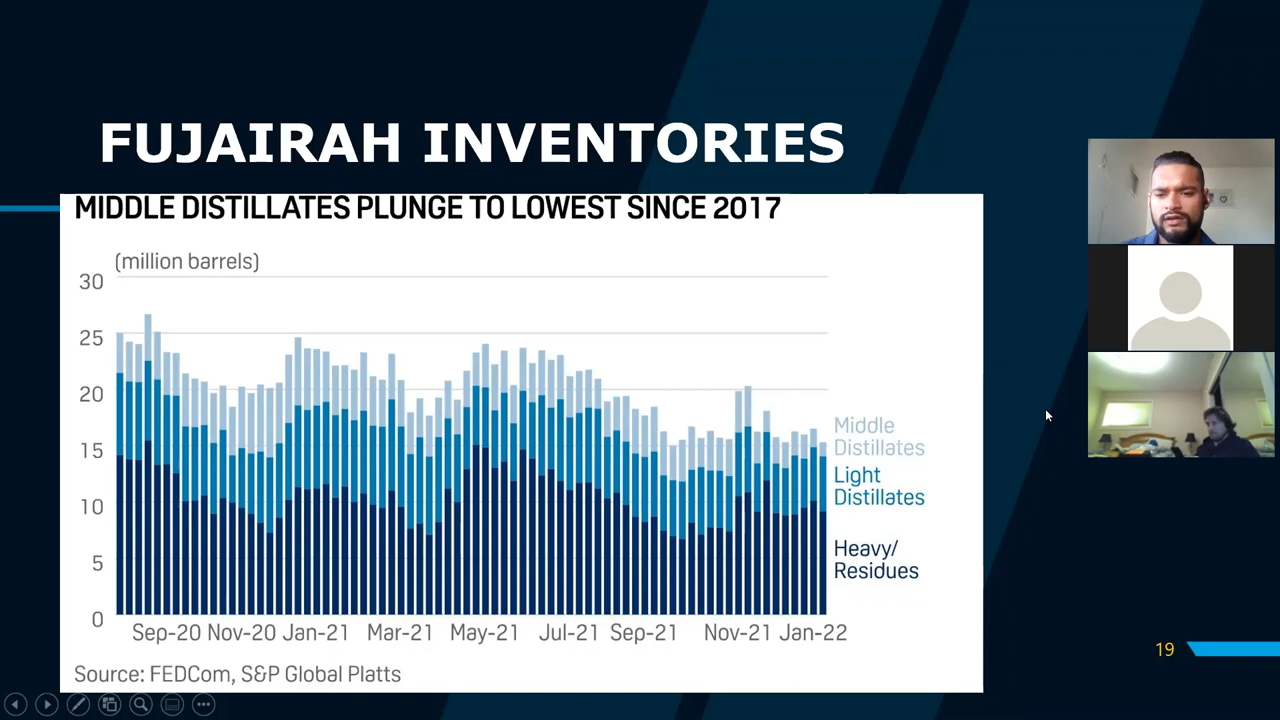 FUJAIRAH INVENTORIES
MIDDLE DISTILLATES PLUNGE TO LOWEST SINCE 2017
(million barrels)
30
25
20
15
10
5
0
Middle
Distillates
Light
Distillates
Heavy/
Residues
Sep-20 Nov-20 Jan-21 Mar-21 May-21 Jul-21 Sep-21 Nov-21 Jan-22
Source: FEDCom, S&P Global Platts
19